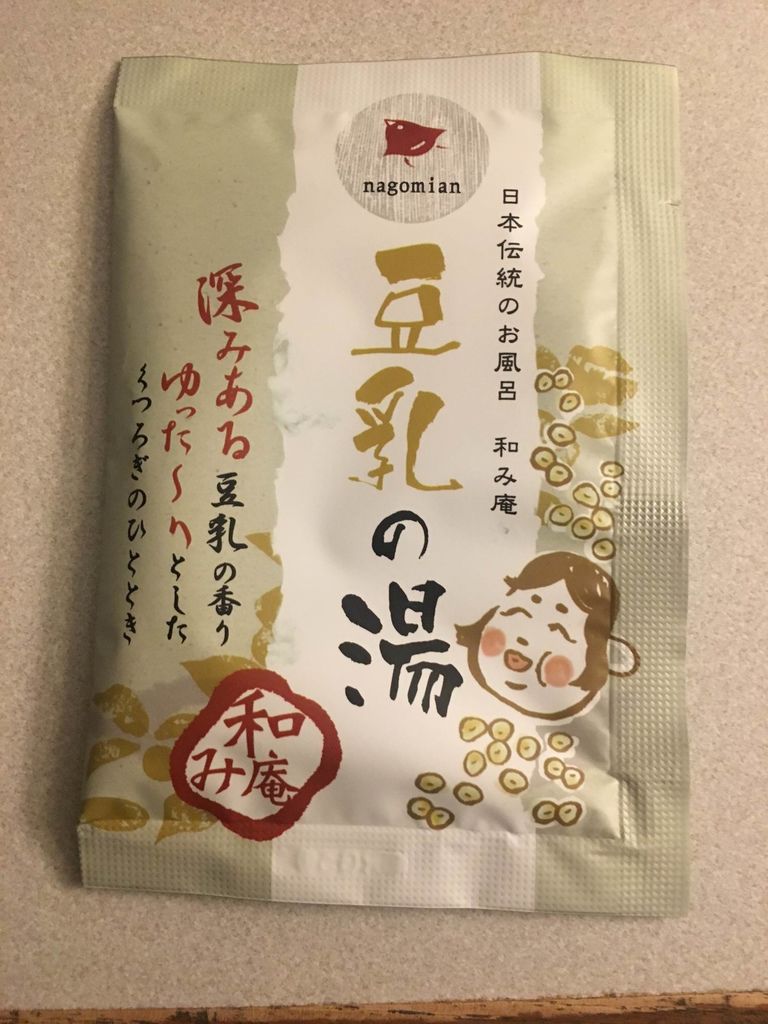 nagomian
日本伝統のお風呂 和み庵
豆乳の湯
深みある豆乳の香り
ゆった〜りとした
くつろぎのひととき
和み庵